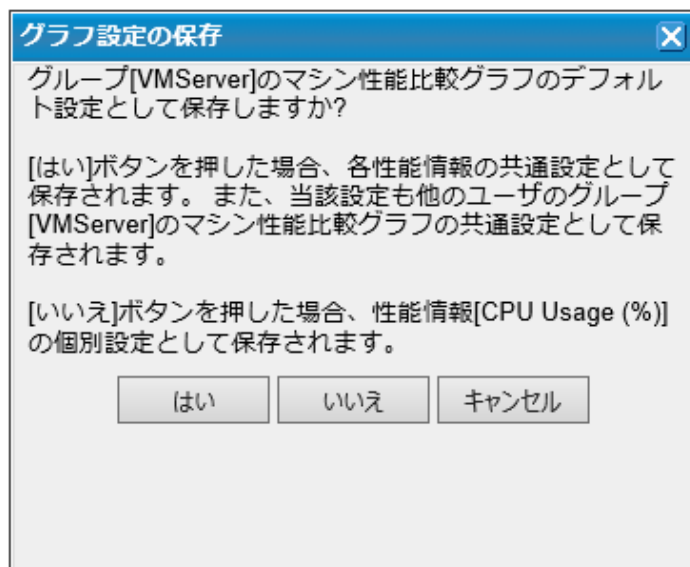 グラフ設定の保存
グループ[VMServer]のマシン性能比較グラフのデフォル
ト設定として保存しますか?
[はい]ボタンを押した場合、各性能情報の共通設定として
保存されます。 また、当該設定も他のユーザのグループ
[VMServer]のマシン性能比較グラフの共通設定として保
存されます。
[いいえ]ボタンを押した場合、性能情報[CPU Usage (%)]
の個別設定として保存されます。
はい いいえ キャンセル